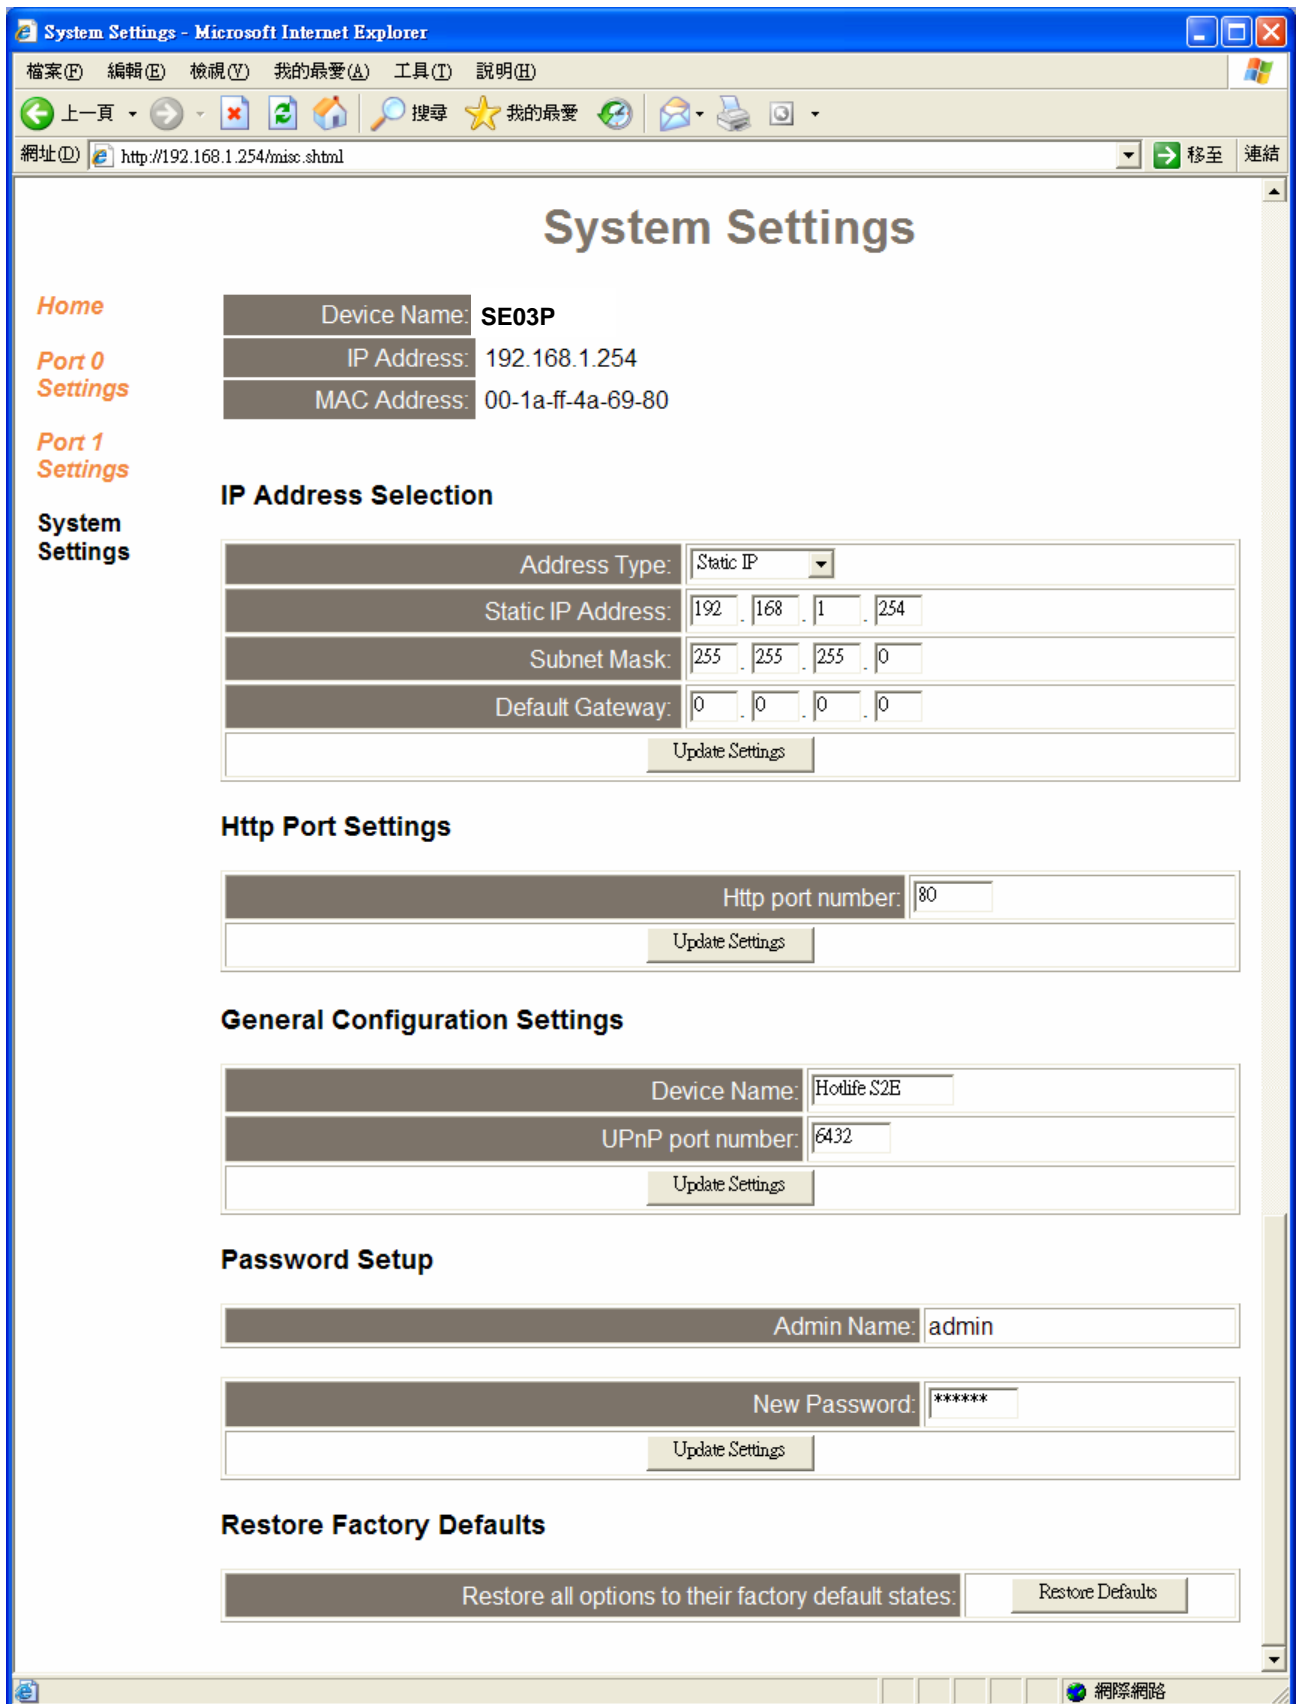 System Settings - Microsoft Internet Explorer
檔案(F) 編輯(E) 檢視(V) 我的最愛(A) 工具(T) 說明(H)
上一頁 搜尋 我的最愛
網址(D) http://192.168.1.254/misc.shtml 移至 連結
System Settings
Home
Port 0
Settings
Port 1
Settings
System
Settings
Device Name: SE03P
IP Address: 192.168.1.254
MAC Address: 00-1a-ff-4a-69-80
IP Address Selection
Address Type: Static IP
Static IP Address: 192 . 168 . 1 . 254
Subnet Mask: 255 . 255 . 255 . 0
Default Gateway: 0 . 0 . 0 . 0
Update Settings
Http Port Settings
Http port number: 80
Update Settings
General Configuration Settings
Device Name: Hotlife S2E
UPnP port number: 6432
Update Settings
Password Setup
Admin Name: admin
New Password: ******
Update Settings
Restore Factory Defaults
Restore all options to their factory default states: Restore Defaults
網際網路